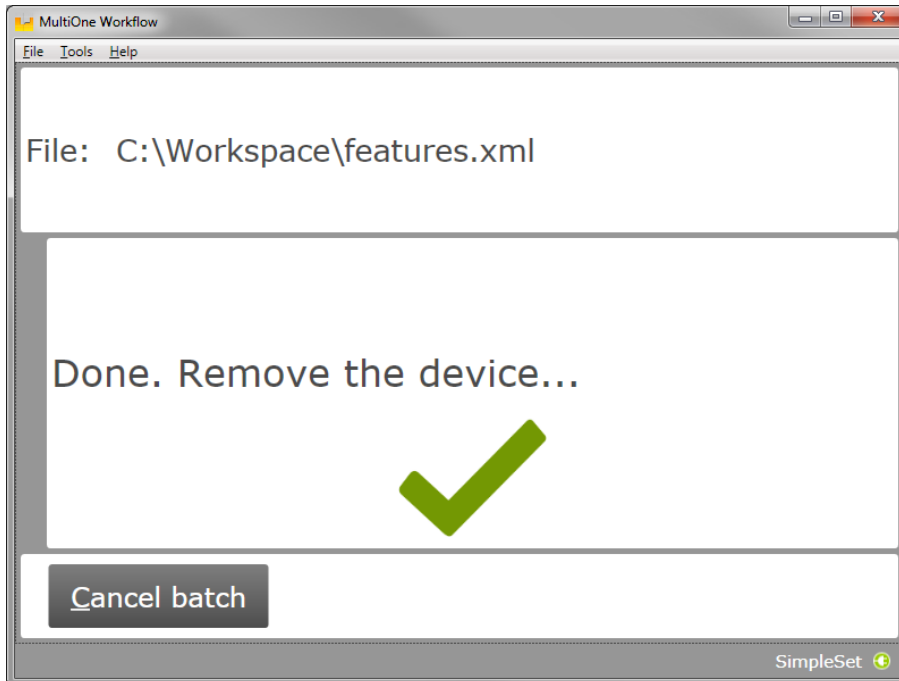 MultiOne Workflow
File Tools Help
File: C:\Workspace\features.xml
Done. Remove the device...
Cancel batch
SimpleSet